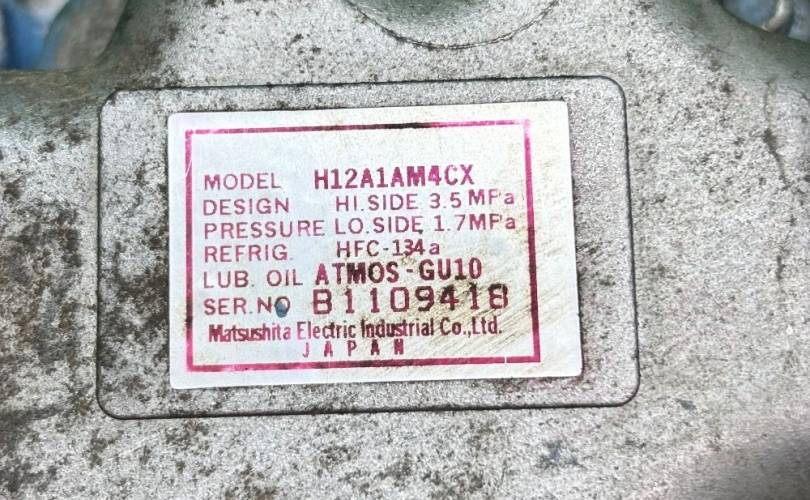 MODEL H12A1AM4CX
DESIGN HI.SIDE 3.5 MPa
PRESSURE LO.SIDE 1.7MPa
REFRIG. HFC-134a
LUB. OIL ATMOS-GU10
SER.NO B1109418
Matsushita Electric Industrial Co.,Ltd.
JAPAN